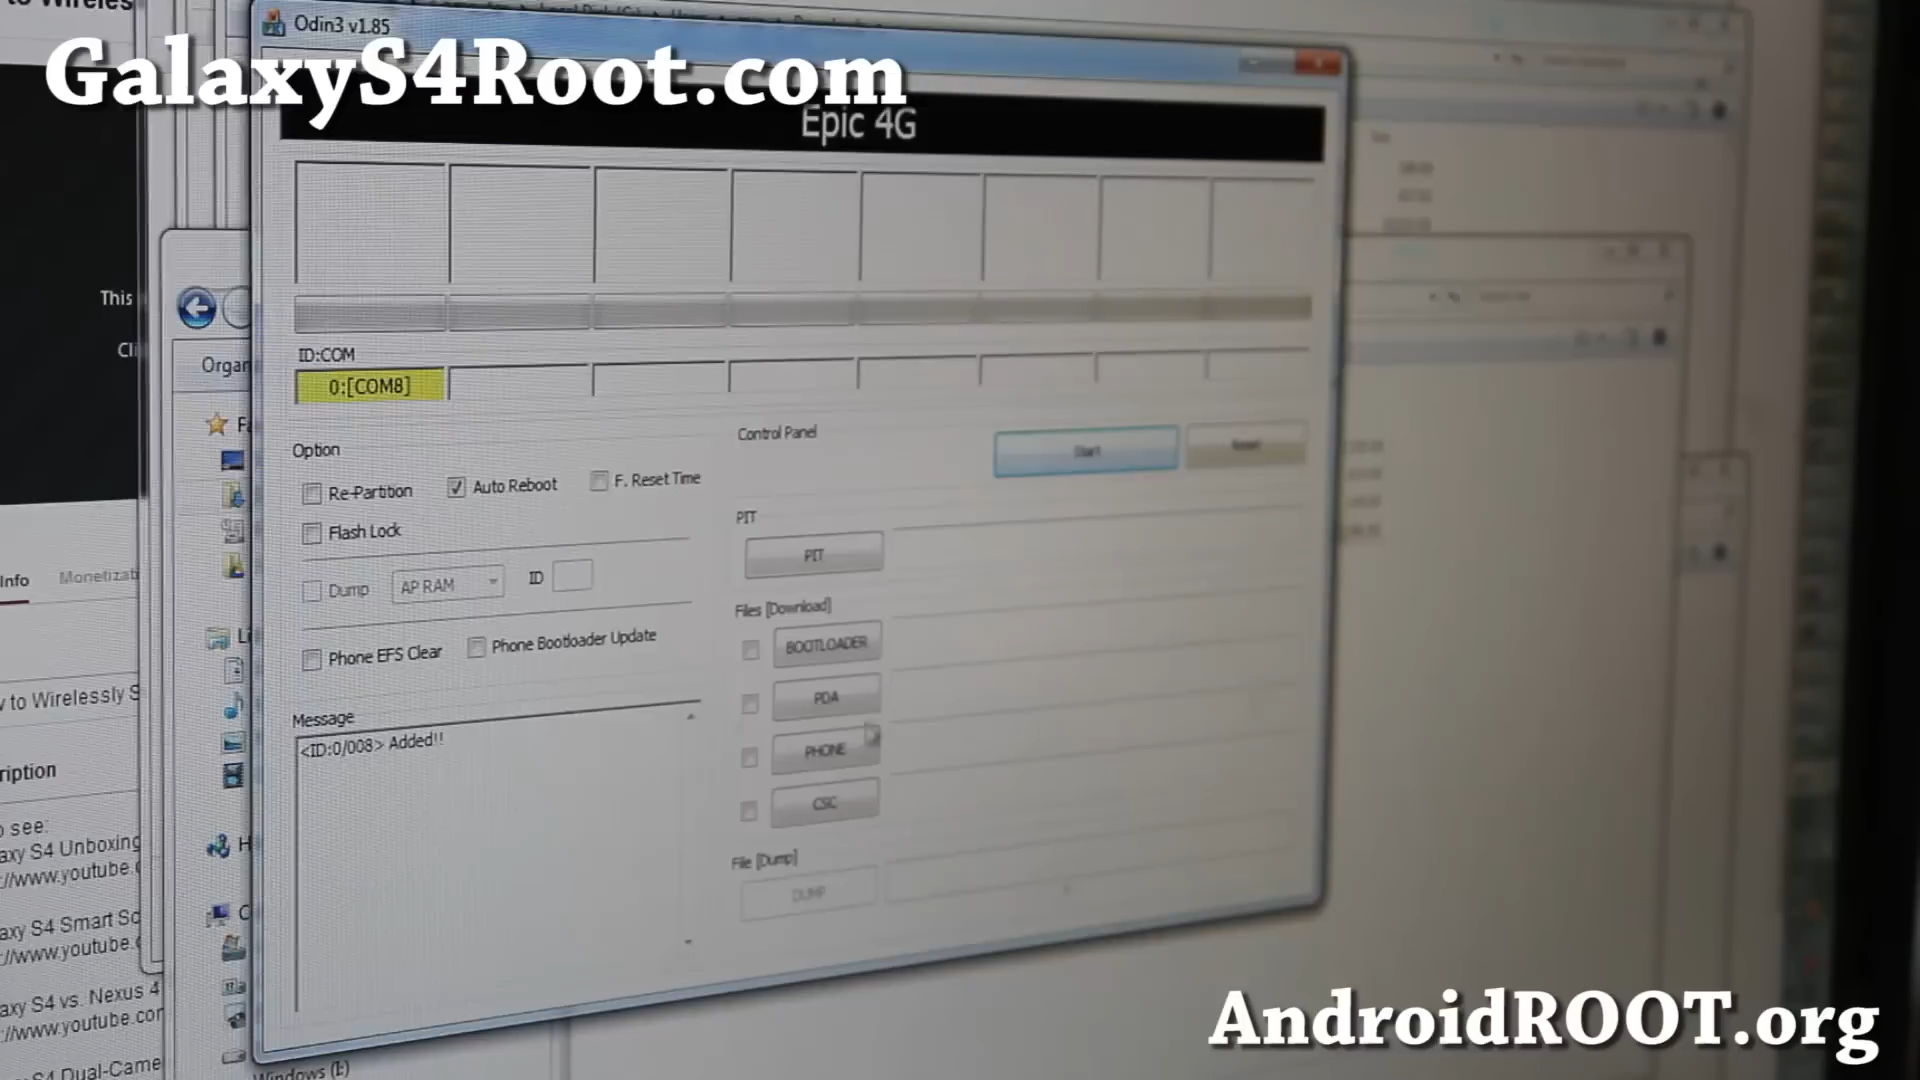 to Wireles
Odin3 v1.85
GalaxyS4Root.com
Epic 4G
This
Cli
Organ
ID:COM
0:[COM8]
Option
Re-Partition
Auto Reboot
F. Reset Time
Flash Lock
Dump
AP RAM
ID
Phone EFS Clear
Phone Bootloader Update
Control Panel
Start
Reset
PIT
PIT
Files [Download]
BOOTLOADER
PDA
PHONE
CSC
File [Dump]
DUMP
Message
<ID:0/008> Added!!
Info
Monetizati
to Wirelessly S
ription
see:
axy S4 Unboxing
://www.youtube.
axy S4 Smart Sc
://www.youtube.
axy S4 vs. Nexus 4
://www.youtube.com
S4 Dual-Came
Windows (I:)
AndroidROOT.org